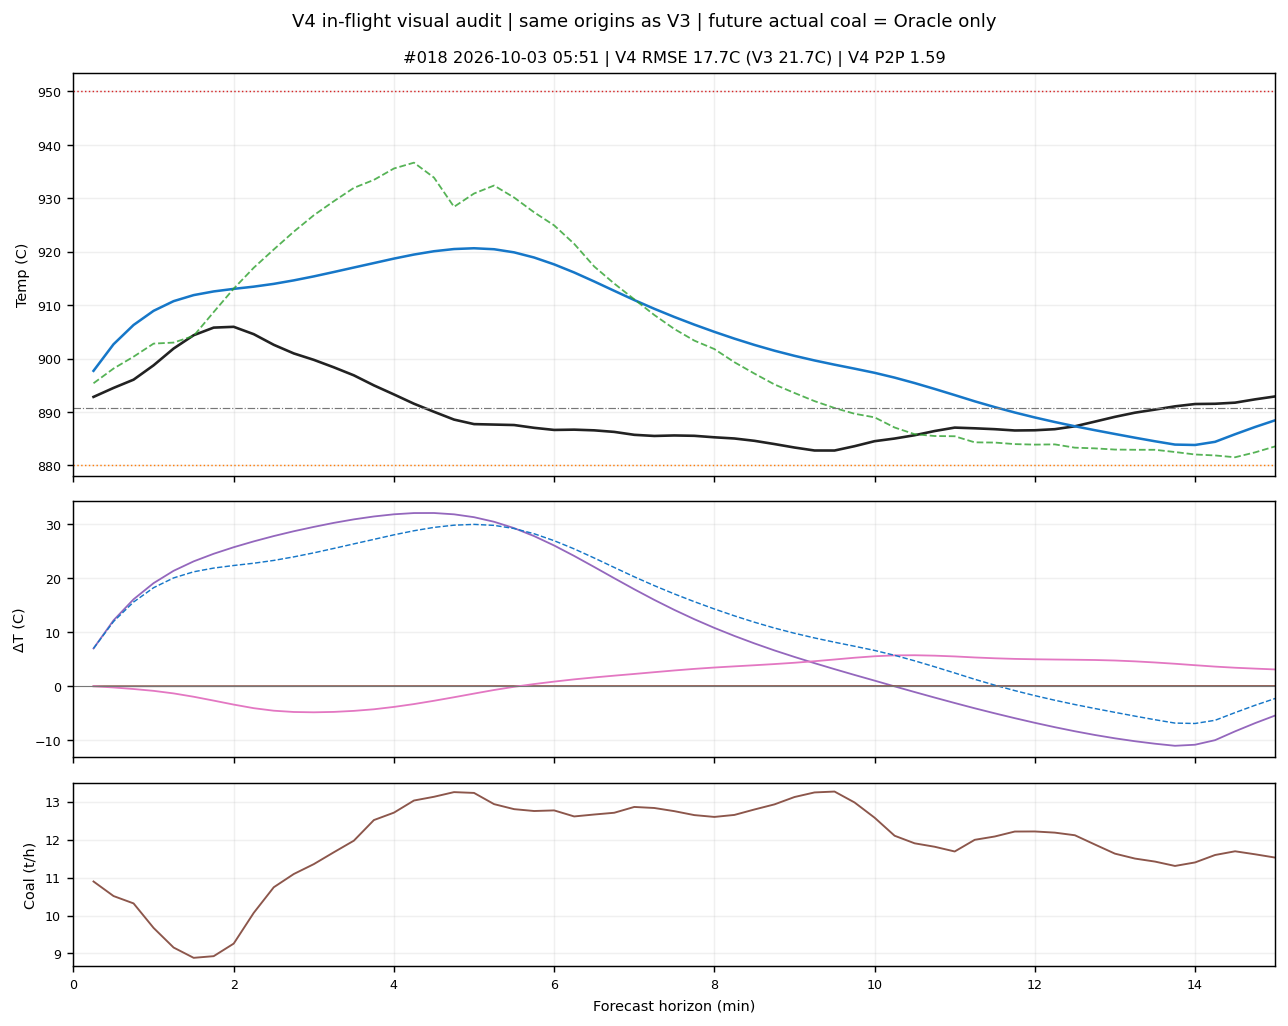 V4 in-flight visual audit | same origins as V3 | future actual coal = Oracle only
#018 2026-10-03 05:51 | V4 RMSE 17.7C (V3 21.7C) | V4 P2P 1.59
Temp (C)
950
940
930
920
910
900
890
880
ΔT (C)
30
20
10
0
−10
Coal (t/h)
13
12
11
10
9
0 2 4 6 8 10 12 14
Forecast horizon (min)